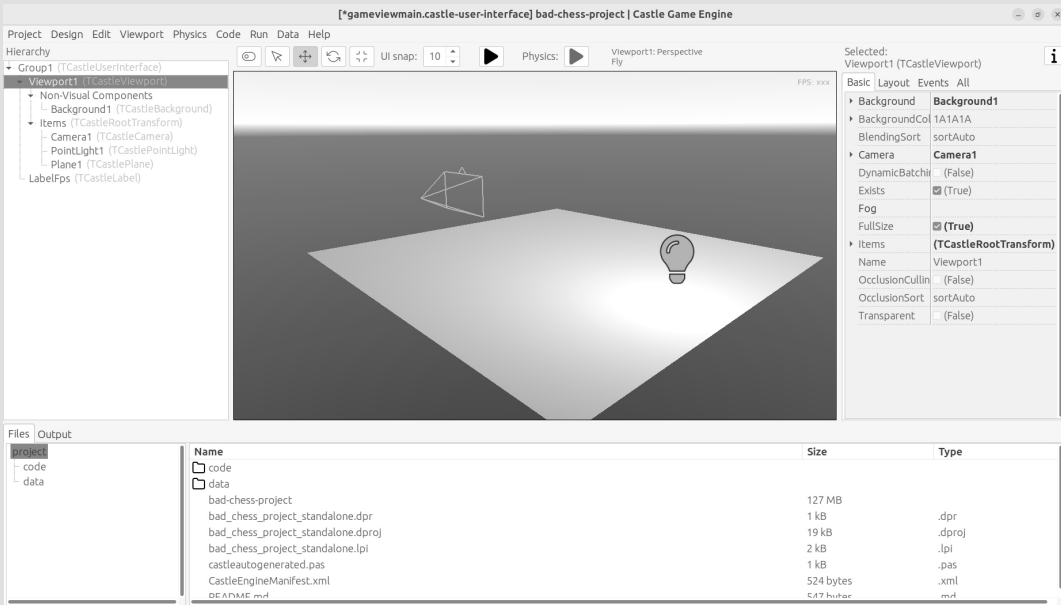 [*gameviewmain.castle-user-interface] bad-chess-project | Castle Game Engine
Project Design Edit Viewport Physics Code Run Data Help
Hierarchy
Group1 (TCastleUserInterface)
Viewport1 (TCastleViewport)
Non-Visual Components
Background1 (TCastleBackground)
Items (TCastleRootTransform)
Camera1 (TCastleCamera)
PointLight1 (TCastlePointLight)
Plane1 (TCastlePlane)
LabelFps (TCastleLabel)
UI snap: 10
Physics:
Viewport1: Perspective
Fly
FPS: xxx
Selected:
Viewport1 (TCastleViewport)
i
Basic Layout Events All
Background Background1
BackgroundCol 1A1A1A
BlendingSort sortAuto
Camera Camera1
DynamicBatchi (False)
Exists (True)
Fog
FullSize (True)
Items (TCastleRootTransform)
Name Viewport1
OcclusionCullin (False)
OcclusionSort sortAuto
Transparent (False)
Files Output
project
code
data
Name Size Type
code
data
bad-chess-project 127 MB
bad_chess_project_standalone.dpr 1 kB .dpr
bad_chess_project_standalone.dproj 19 kB .dproj
bad_chess_project_standalone.lpi 2 kB .lpi
castleautogenerated.pas 1 kB .pas
CastleEngineManifest.xml 524 bytes .xml
README.md 547 bytes .md